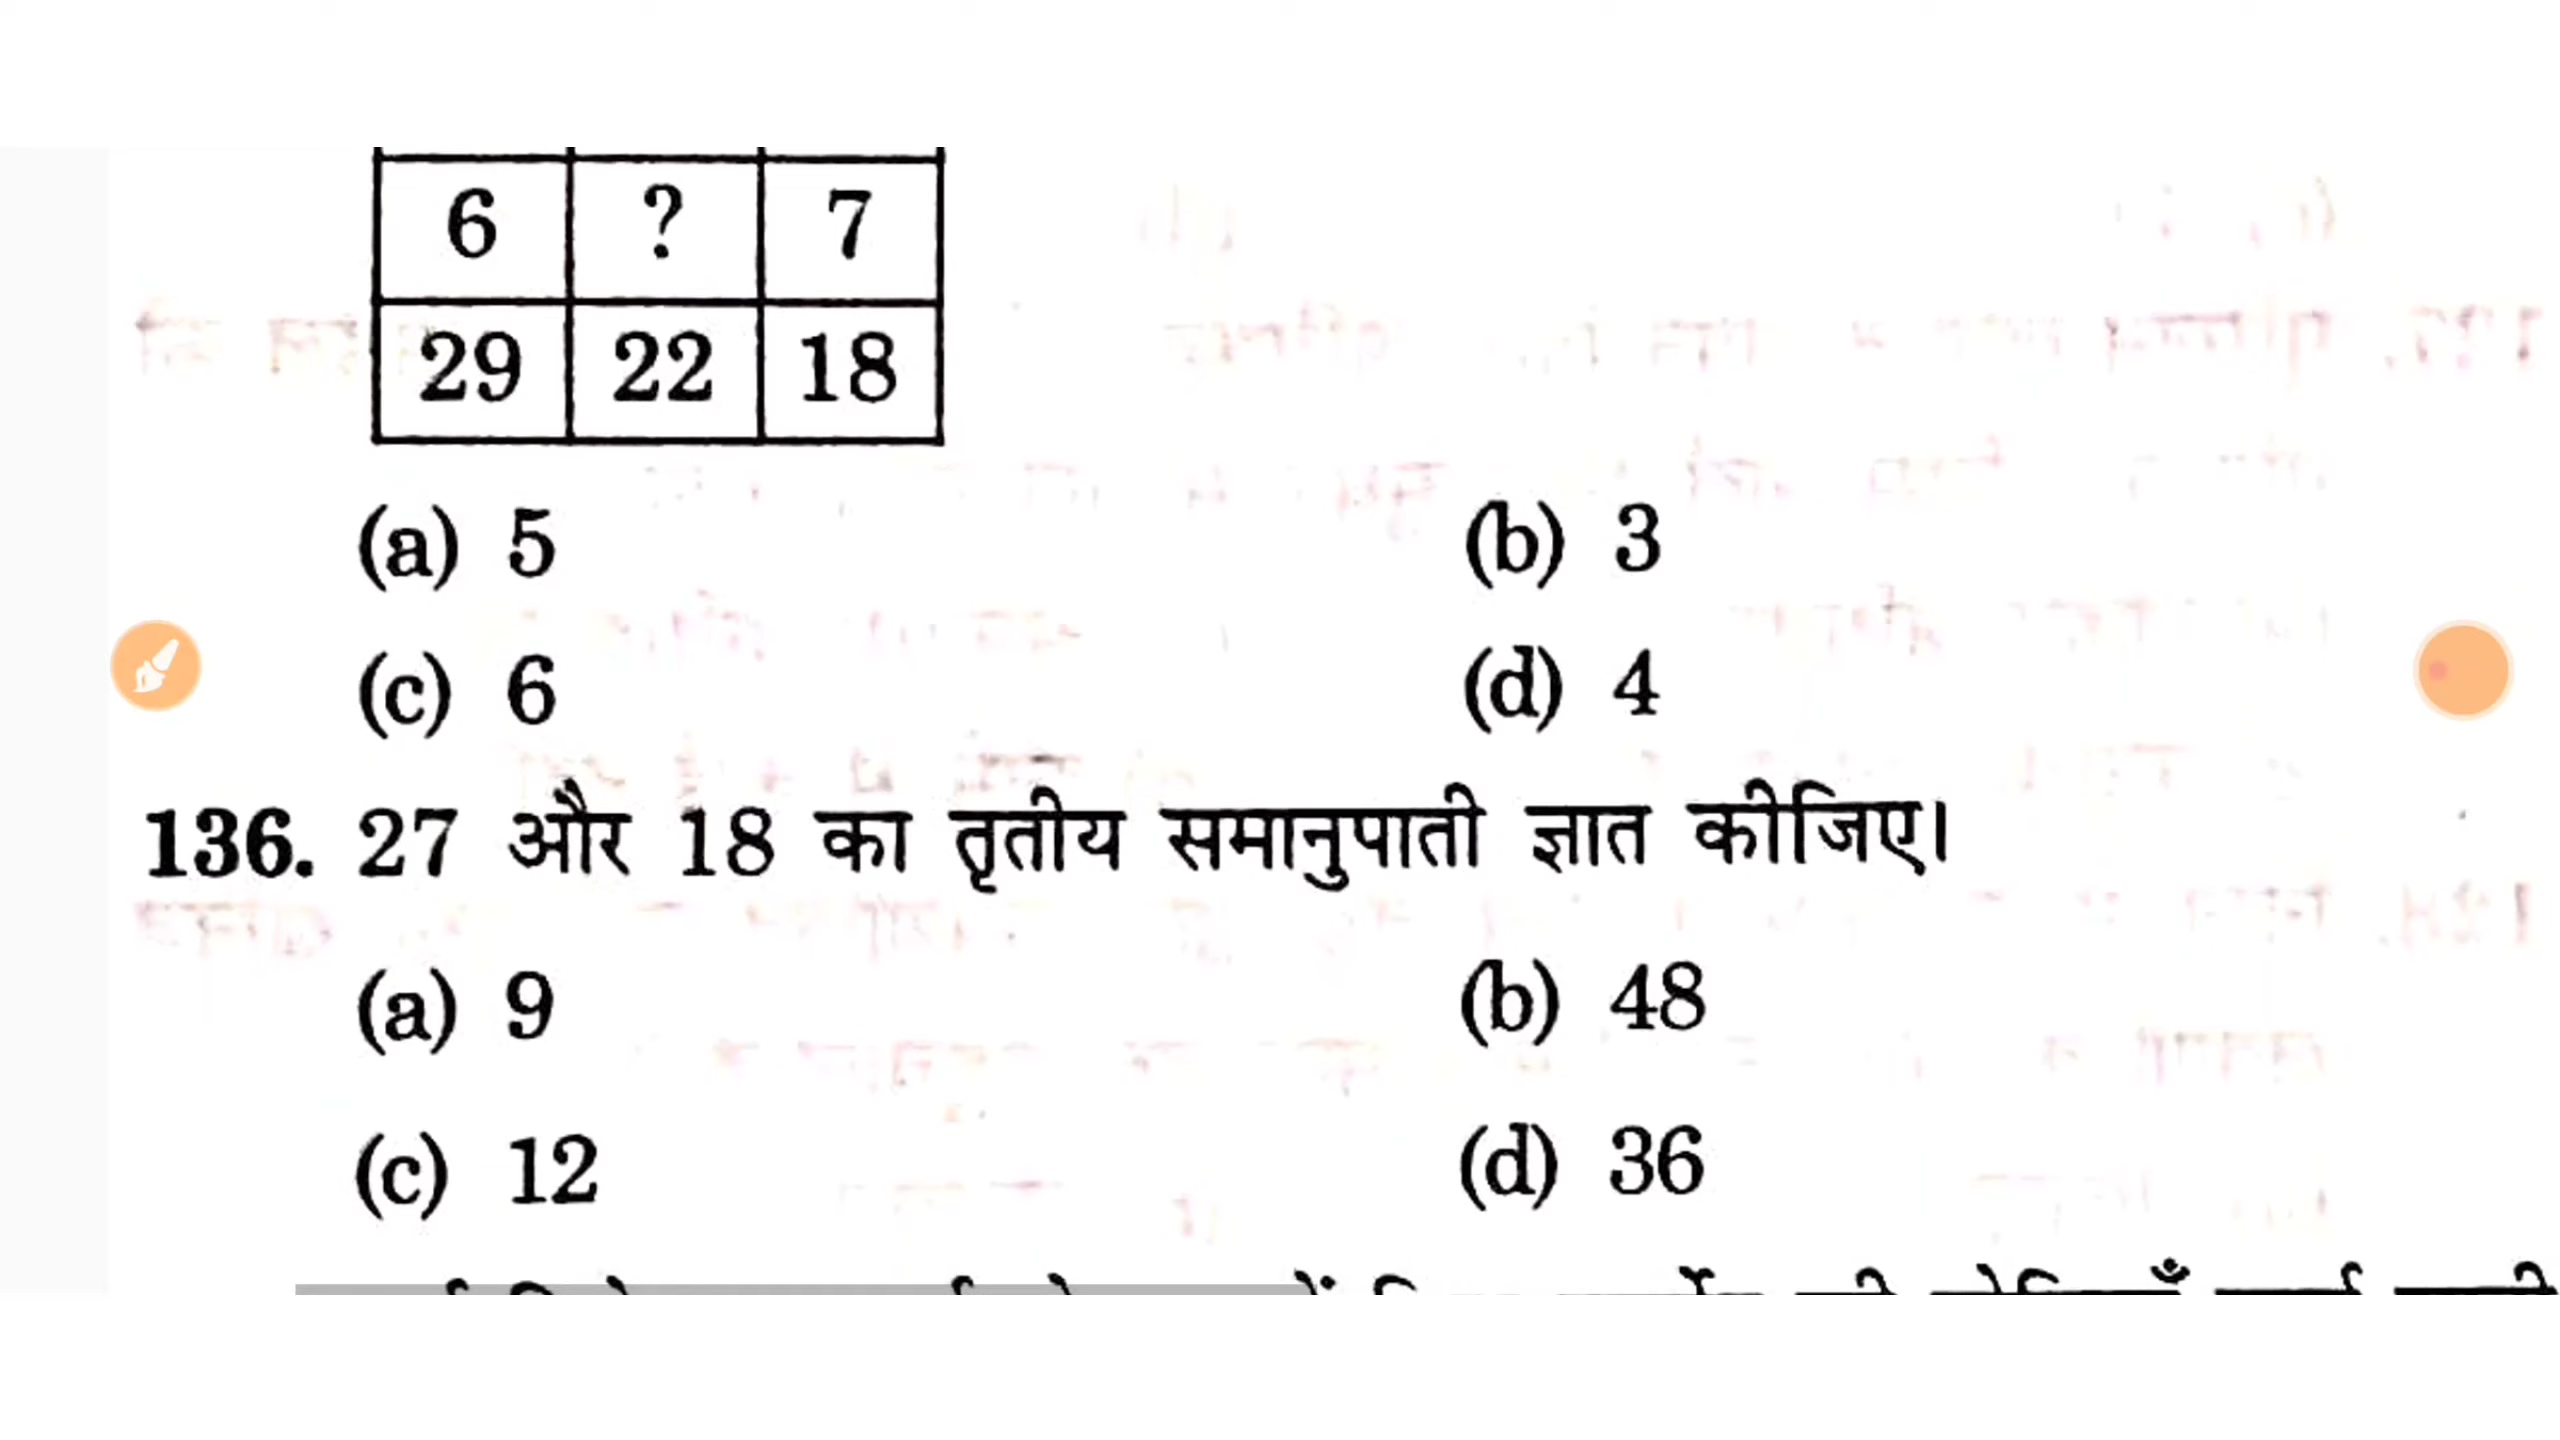 6 ? 7
29 22 18
(a) 5 (b) 3
(c) 6 (d) 4
136. 27 और 18 का तृतीय समानुपाती ज्ञात कीजिए।
(a) 9 (b) 48
(c) 12 (d) 36